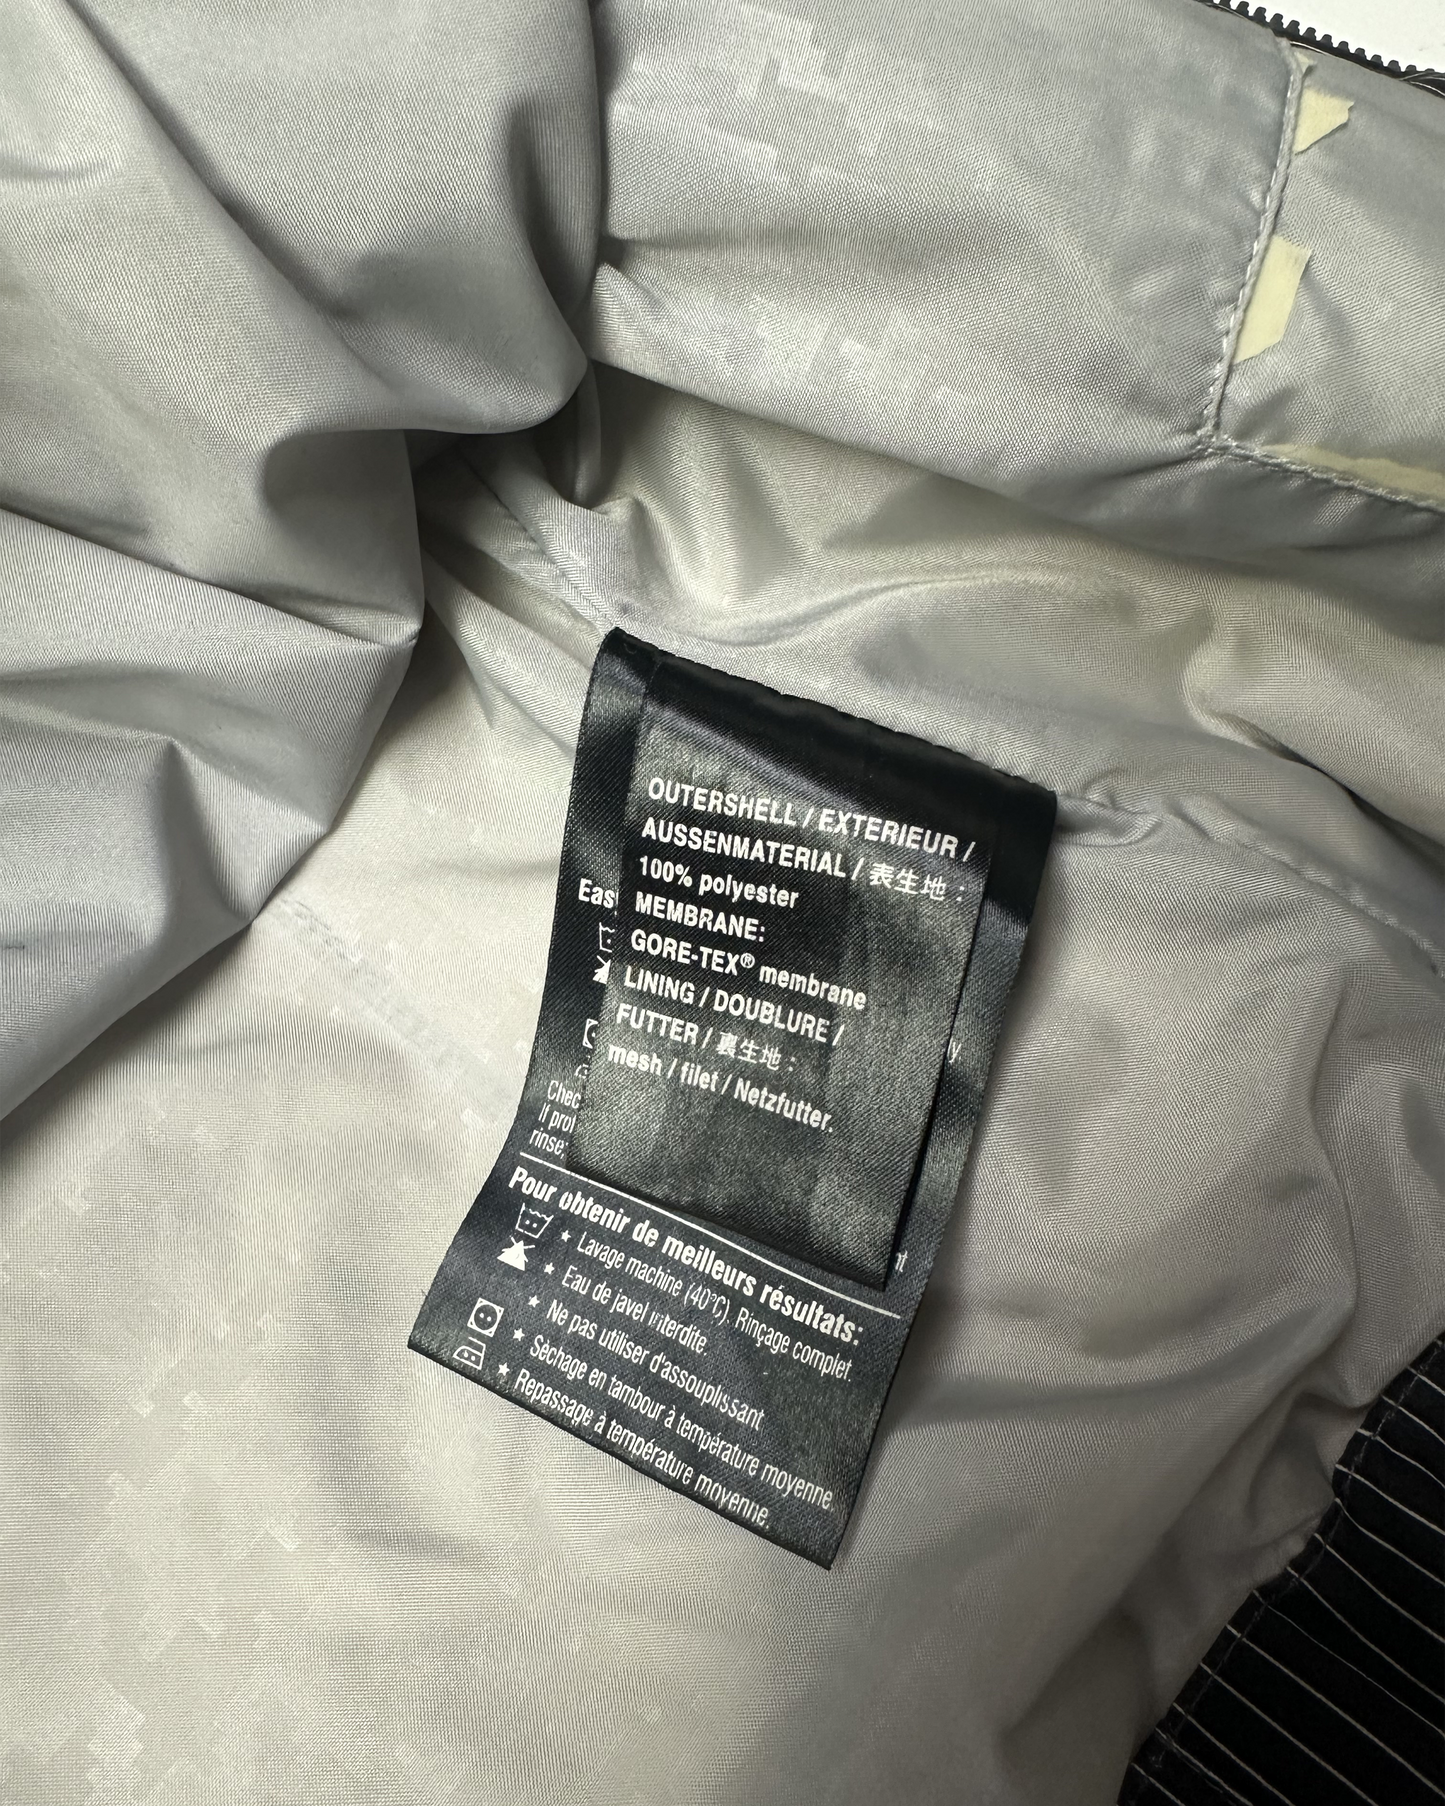 OUTERSHELL / EXTERIEUR /
AUSSENMATERIAL / 表生地 :
100% polyester
MEMBRANE:
GORE-TEX® membrane
LINING / DOUBLURE /
FUTTER / 裏生地 :
mesh / filet / Netzfutter.
Pour obtenir de meilleurs résultats:
★ Lavage machine (40°C). Rinçage complet.
★ Eau de javel interdite.
★ Ne pas utiliser d'assouplissant
★ Sèchage en tambour à température moyenne.
★ Repassage à température moyenne.